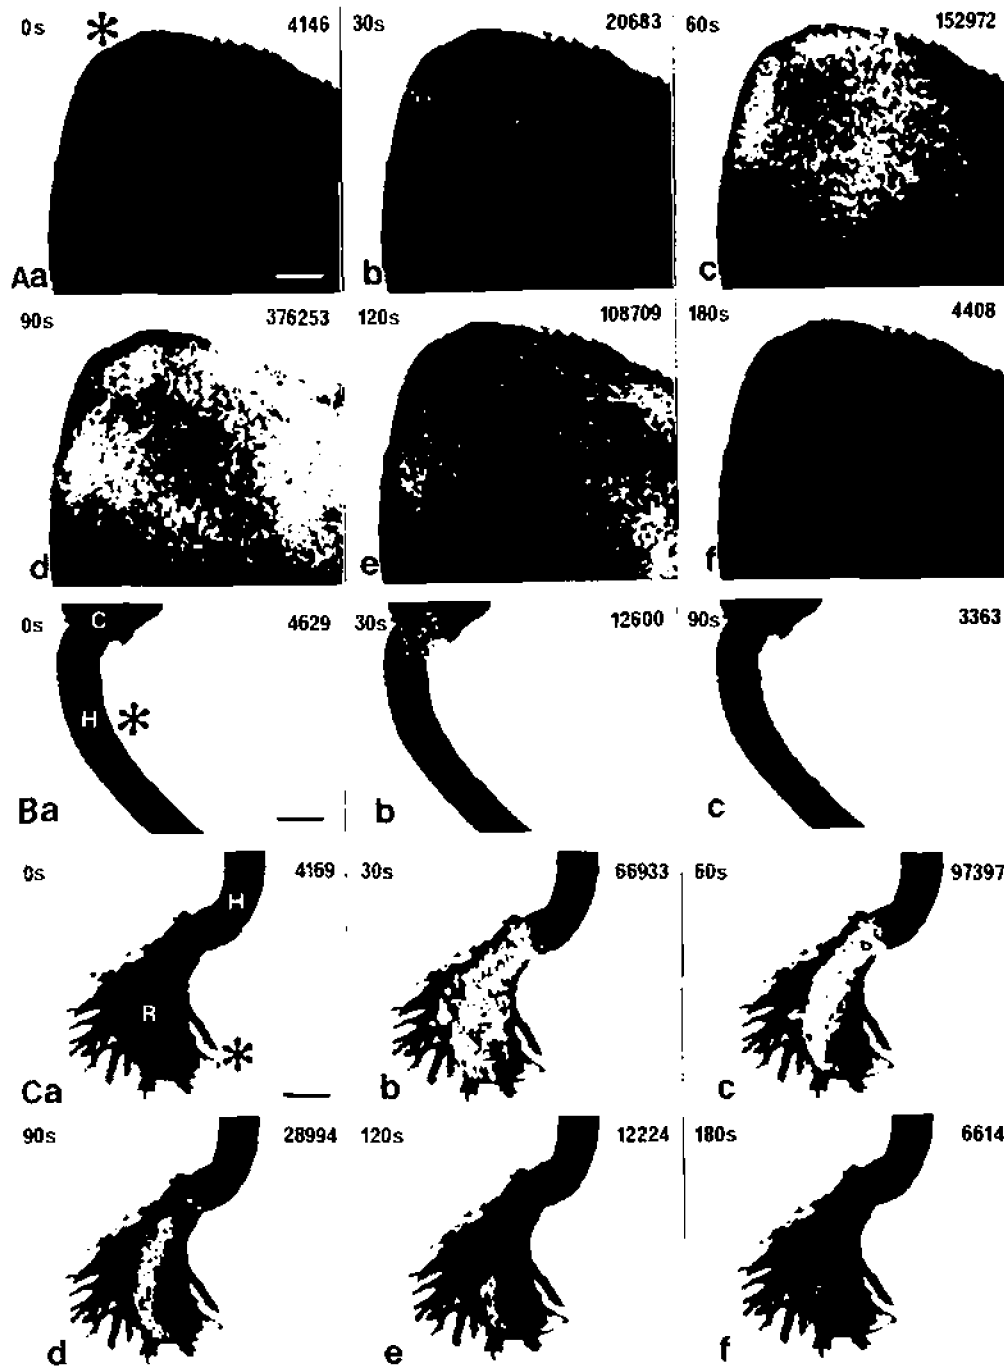 0s * 4146
30s 20683
60s 152972
Aa
b
c
90s 376253
120s 108709
180s 4408
d
e
f
0s C 4629
30s 12600
90s 3363
H *
Ba
b
c
0s 4169
30s 66933
60s 97397
H
R
*
Ca
b
c
90s 28994
120s 12224
180s 6614
d
e
f